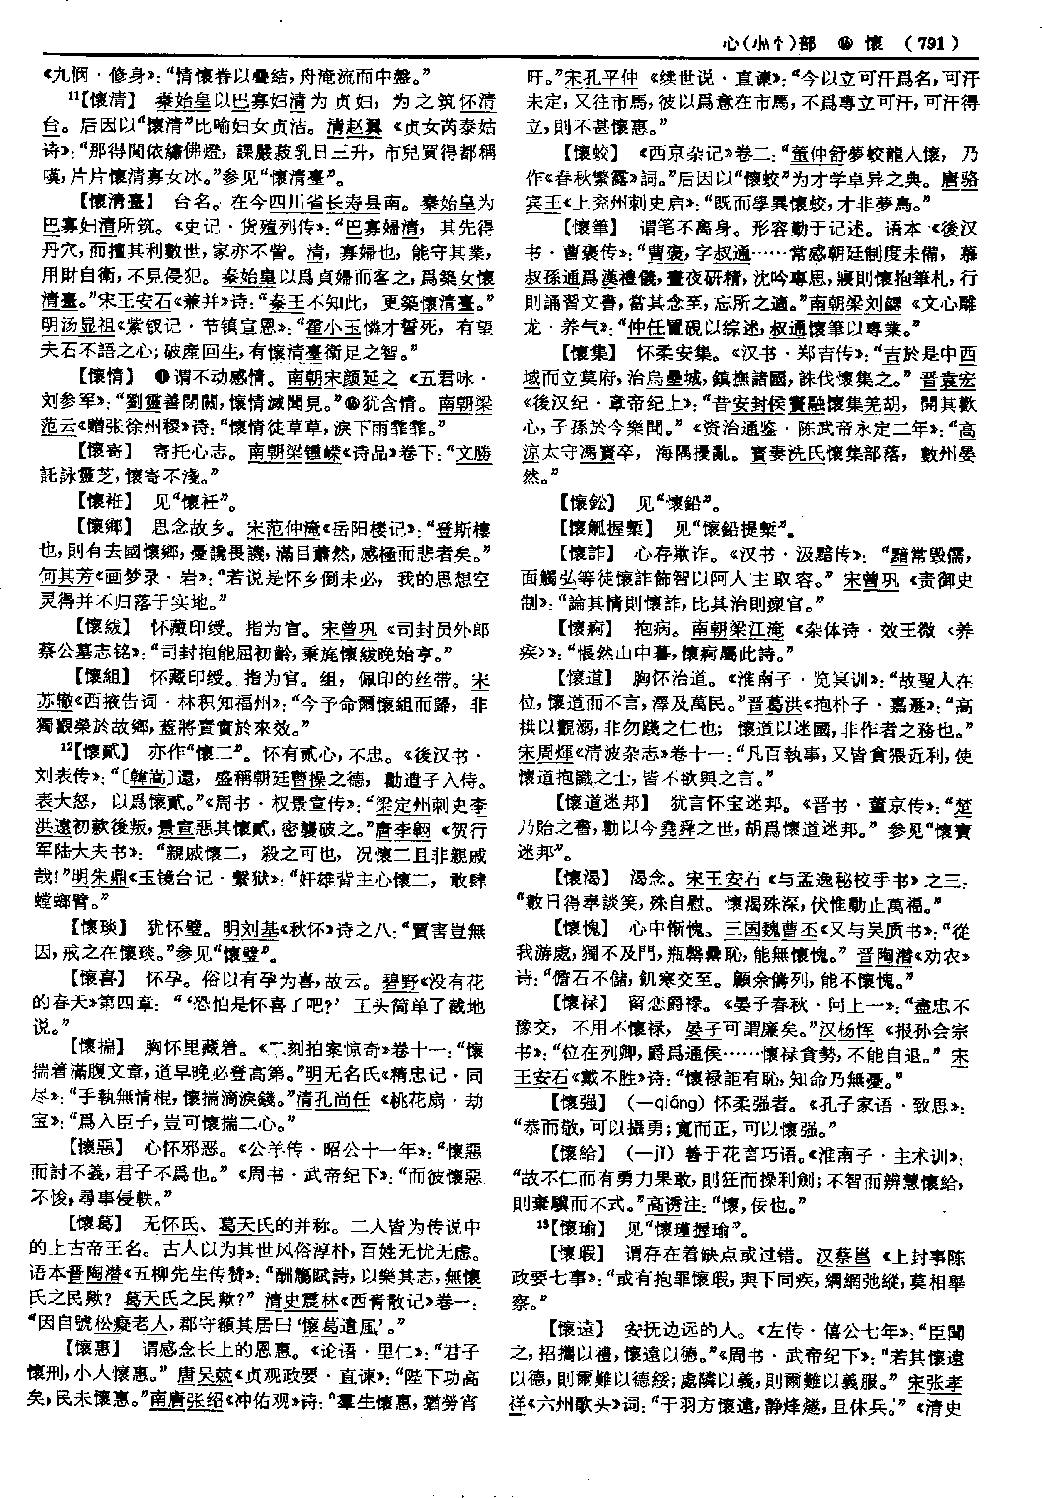 心(小忄)部 ⑯ 懷 (791)
《九悯·修身》：“情懷眷以疊結，舟淹流而中盤。”
11【懷清】 秦始皇以巴寡妇清为贞妇，为之筑怀清
台。后因以“懷清”比喻妇女贞洁。清赵翼《贞女芮泰姑
诗》：“那得閒依繡佛燈，課嚴菽乳日三升，市兒買得都稱
嘆，片片懷清寡女冰。”参见“懷清臺”。
【懷清臺】 台名。在今四川省长寿县南。秦始皇为
巴寡妇清所筑。《史记·货殖列传》：“巴寡婦清，其先得
丹穴，而擅其利數世，家亦不訾。清，寡婦也，能守其業，
用財自衛，不見侵犯。秦始皇以爲貞婦而客之，爲築女懷
清臺。”宋王安石《兼并》诗：“秦王不知此，更築懷清臺。”
明汤显祖《紫钗记·节镇宣恩》：“霍小玉憐才誓死，有望
夫石不語之心；破産回生，有懷清臺衛足之智。”
【懷情】 ❶谓不动感情。南朝宋颜延之《五君咏·
刘参军》：“劉靈善閉關，懷情滅聞見。”❷犹含情。南朝梁
范云《赠张徐州稷》诗：“懷情徒草草，淚下雨霏霏。”
【懷寄】 寄托心志。南朝梁锺嵘《诗品》卷下：“文勝
託詠靈芝，懷寄不淺。”
【懷袵】 见“懷衽”。
【懷鄉】 思念故乡。宋范仲淹《岳阳楼记》：“登斯樓
也，則有去國懷鄉，憂讒畏譏，滿目蕭然，感極而悲者矣。”
何其芳《画梦录·岩》：“若说是怀乡倒未必，我的思想空
灵得并不归落于实地。”
【懷紱】 怀藏印绶。指为官。宋曾巩《司封员外郎
蔡公墓志铭》：“司封抱能屈初齡，秉旄懷紱晚始亨。”
【懷組】 怀藏印绶。指为官。组，佩印的丝带。宋
苏辙《西掖告词·林积知福州》：“今予命爾懷組而歸，非
獨觀榮於故鄉，蓋將責實於來效。”
12【懷貳】 亦作“懷二”。怀有贰心，不忠。《後汉书·
刘表传》：“〔韓嵩〕還，盛稱朝廷曹操之德，勸遣子入侍。
表大怒，以爲懷貳。”《周书·权景宣传》：“梁定州刺史李
洪遠初款後叛，景宣惡其懷貳，密襲破之。”唐李翱《贺行
军陆大夫书》：“親戚懷二，殺之可也，况懷二且非親戚
哉！”明朱鼎《玉镜台记·繫狱》：“奸雄背主心懷二，敢肆
螳螂臂。”
【懷琰】 犹怀璧。明刘基《秋怀》诗之八：“賈害豈無
因，戒之在懷琰。”参见“懷璧”。
【懷喜】 怀孕。俗以有孕为喜，故云。碧野《没有花
的春天》第四章：“‘恐怕是怀喜了吧？’工头简单了截地
说。”
【懷揣】 胸怀里藏着。《二刻拍案惊奇》卷十一：“懷
揣着滿腹文章，道早晚必登高第。”明无名氏《精忠记·同
尽》：“手執無情棍，懷揣滴淚錢。”清孔尚任《桃花扇·劫
宝》：“爲人臣子，豈可懷揣二心。”
【懷惡】 心怀邪恶。《公羊传·昭公十一年》：“懷惡
而討不義，君子不爲也。”《周书·武帝纪下》：“而彼懷惡
不悛，尋事侵軼。”
【懷葛】 无怀氏、葛天氏的并称。二人皆为传说中
的上古帝王名。古人以为其世风俗淳朴，百姓无忧无虑。
语本晋陶潜《五柳先生传赞》：“酬觴賦詩，以樂其志，無懷
氏之民歟？葛天氏之民歟？”清史震林《西青散记》卷一：
“因自號松癡老人，郡守額其居曰‘懷葛遺風’。”
【懷惠】 谓感念长上的恩惠。《论语·里仁》：“君子
懷刑，小人懷惠。”唐吴兢《贞观政要·直谏》：“陛下功高
矣，民未懷惠。”南唐张绍《冲佑观》诗：“羣生懷惠，猶勞宵
旰。”宋孔平仲《续世说·直谏》：“今以立可汗爲名，可汗
未定，又往市馬，彼以爲意在市馬，不爲專立可汗，可汗得
立，則不甚懷惠。”
【懷蛟】 《西京杂记》卷二：“董仲舒夢蛟龍入懷，乃
作《春秋繁露》詞。”后因以“懷蛟”为才学卓异之典。唐骆
宾王《上兖州刺史启》：“既而學異懷蛟，才非夢鳥。”
【懷筆】 谓笔不离身。形容勤于记述。语本《後汉
书·曹褒传》：“曹褒，字叔通……常感朝廷制度未備，慕
叔孫通爲漢禮儀，晝夜研精，沈吟專思，寢則懷抱筆札，行
則誦習文書，當其念至，忘所之適。”南朝梁刘勰《文心雕
龙·养气》：“仲任置硯以綜述，叔通懷筆以專業。”
【懷集】 怀柔安集。《汉书·郑吉传》：“吉於是中西
域而立莫府，治烏壘城，鎮撫諸國，誅伐懷集之。”晋袁宏
《後汉纪·章帝纪上》：“昔安封侯竇融懷集羌胡，開其歡
心，子孫於今樂聞。”《资治通鉴·陈武帝永定二年》：“高
凉太守馮寶卒，海隅擾亂。寶妻洗氏懷集部落，數州晏
然。”
【懷鈆】 见“懷鉛”。
【懷觚握槧】 见“懷鉛提槧”。
【懷詐】 心存欺诈。《汉书·汲黯传》：“黯常毁儒，
面觸弘等徒懷詐飾智以阿人主取容。”宋曾巩《责御史
制》：“論其情則懷詐，比其治則瘝官。”
【懷痾】 抱病。南朝梁江淹《杂体诗·效王微〈养
疾〉》：“悵然山中暮，懷痾屬此詩。”
【懷道】 胸怀治道。《淮南子·览冥训》：“故聖人在
位，懷道而不言，澤及萬民。”晋葛洪《抱朴子·嘉遯》：“高
拱以觀溺，非勿踐之仁也；懷道以迷國，非作者之務也。”
宋周煇《清波杂志》卷十一：“凡百執事，又皆貪猥近利，使
懷道抱識之士，皆不欲與之言。”
【懷道迷邦】 犹言怀宝迷邦。《晋书·董京传》：“楚
乃貽之書，勸以今堯舜之世，胡爲懷道迷邦。”参见“懷寶
迷邦”。
【懷渴】 渴念。宋王安石《与孟逸秘校手书》之三：
“數日得奉談笑，殊自慰。懷渴殊深，伏惟動止萬福。”
【懷愧】 心中惭愧。三国魏曹丕《又与吴质书》：“從
我游處，獨不及門，瓶罄罍恥，能無懷愧。”晋陶潜《劝农》
诗：“儋石不儲，飢寒交至。顧余儔列，能不懷愧。”
【懷禄】 留恋爵禄。《晏子春秋·问上一》：“盡忠不
豫交，不用不懷禄，晏子可謂廉矣。”汉杨恽《报孙会宗
书》：“位在列卿，爵爲通侯……懷禄貪勢，不能自退。”宋
王安石《戴不胜》诗：“懷禄詎有恥，知命乃無憂。”
【懷强】 (—qiáng) 怀柔强者。《孔子家语·致思》：
“恭而敬，可以攝勇；寬而正，可以懷强。”
【懷給】 (—jǐ) 善于花言巧语。《淮南子·主术训》：
“故不仁而有勇力果敢，則狂而操利劍；不智而辨慧懷給，
則棄驥而不式。”高诱注：“懷，佞也。”
13【懷瑜】 见“懷瑾握瑜”。
【懷瑕】 谓存在着缺点或过错。汉蔡邕《上封事陈
政要七事》：“或有抱罪懷瑕，與下同疾，綱網弛縱，莫相舉
察。”
【懷遠】 安抚边远的人。《左传·僖公七年》：“臣聞
之，招攜以禮，懷遠以德。”《周书·武帝纪下》：“若其懷遠
以德，則爾難以德綏；處隣以義，則爾難以義服。”宋张孝
祥《六州歌头》词：“干羽方懷遠，靜烽燧，且休兵。”《清史